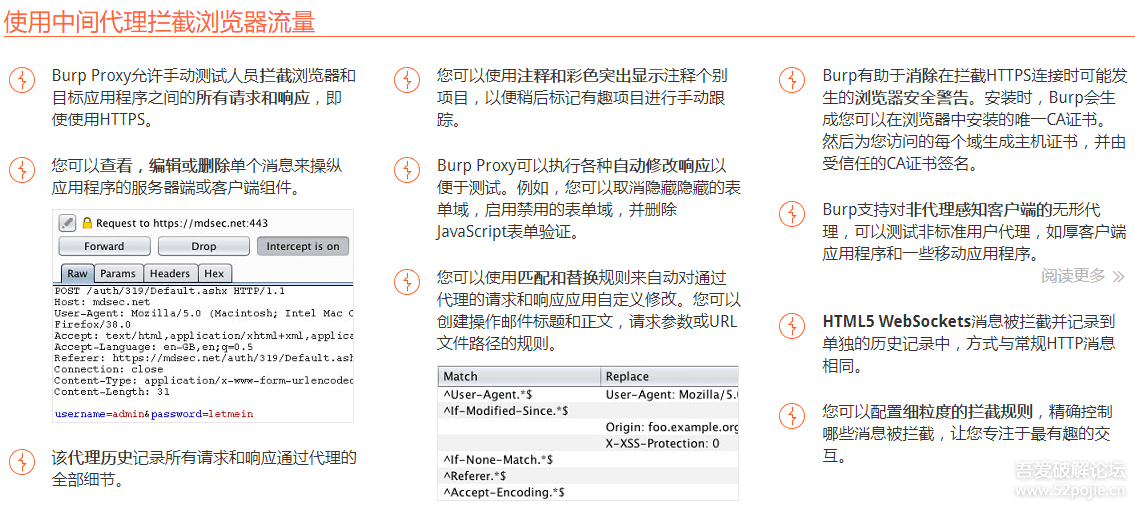 使用中间代理拦截浏览器流量
Burp Proxy允许手动测试人员拦截浏览器和
目标应用程序之间的所有请求和响应，即
使使用HTTPS。
您可以查看，编辑或删除单个消息来操纵
应用程序的服务器端或客户端组件。
Request to https://mdsec.net:443
Forward Drop Intercept is on
Raw Params Headers Hex
POST /auth/319/Default.ashx HTTP/1.1
Host: mdsec.net
User-Agent: Mozilla/5.0 (Macintosh; Intel Mac
Firefox/38.0
Accept: text/html,application/xhtml+xml,applica
Accept-Language: en-GB,en;q=0.5
Referer: https://mdsec.net/auth/319/Default.ash
Connection: close
Content-Type: application/x-www-form-urlencoded
Content-Length: 31
username=admin&password=letmein
该代理历史记录所有请求和响应通过代理的
全部细节。
您可以使用注释和彩色突出显示注释个别
项目，以便稍后标记有趣项目进行手动跟
踪。
Burp Proxy可以执行各种自动修改响应以
便于测试。例如，您可以取消隐藏隐藏的表
单域，启用禁用的表单域，并删除
JavaScript表单验证。
您可以使用匹配和替换规则来自动对通过
代理的请求和响应应用自定义修改。您可以
创建操作邮件标题和正文，请求参数或URL
文件路径的规则。
Match Replace
^User-Agent.*$ User-Agent: Mozilla/5.0
^If-Modified-Since.*$
Origin: foo.example.org
X-XSS-Protection: 0
^If-None-Match.*$
^Referer.*$
^Accept-Encoding.*$
Burp有助于消除在拦截HTTPS连接时可能发
生的浏览器安全警告。安装时，Burp会生
成您可以在浏览器中安装的唯一CA证书。
然后为您访问的每个域生成主机证书，并由
受信任的CA证书签名。
Burp支持对非代理感知客户端的无形代
理，可以测试非标准用户代理，如厚客户端
应用程序和一些移动应用程序。
阅读更多 »
HTML5 WebSockets消息被拦截并记录到
单独的历史记录中，方式与常规HTTP消息
相同。
您可以配置细粒度的拦截规则，精确控制
哪些消息被拦截，让您专注于最有趣的交
互。
吾爱破解论坛
www.52pojie.cn